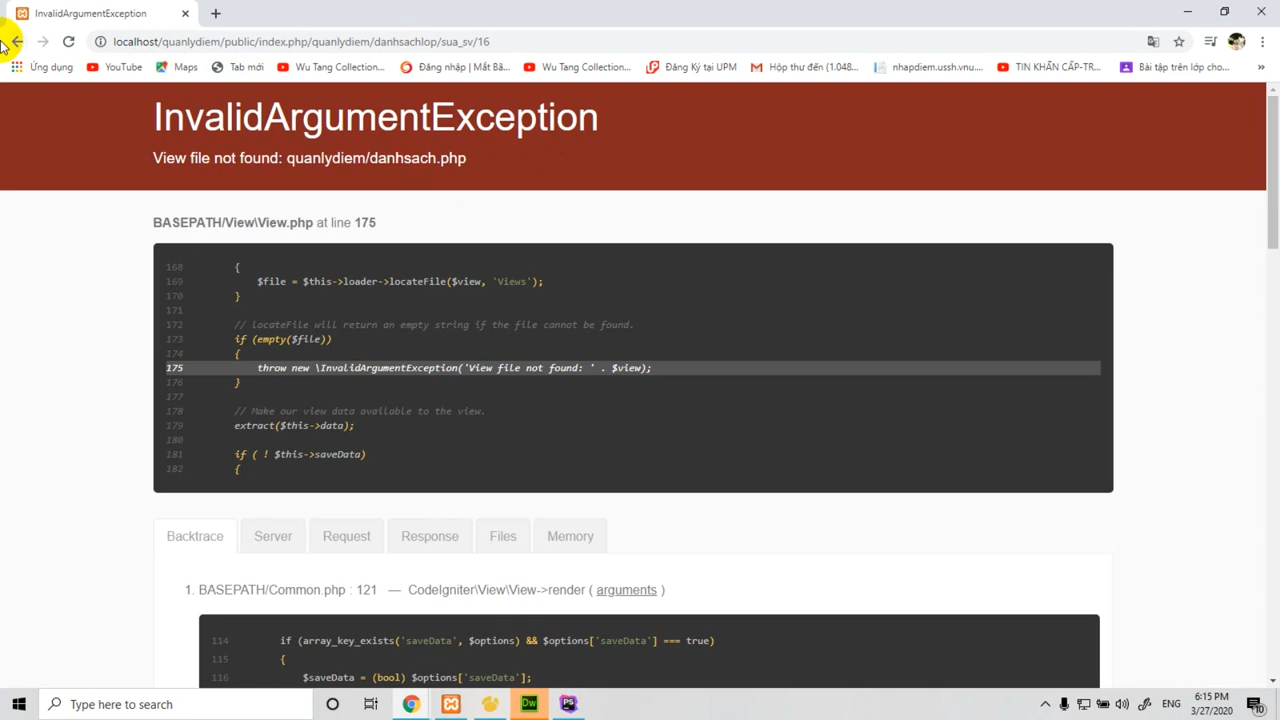 InvalidArgumentException
localhost/quanlydiem/public/index.php/quanlydiem/danhsachlop/sua_sv/16
Ứng dụng YouTube Maps Tab mới Wu Tang Collection... Đăng nhập | Mắt Bã... Wu Tang Collection... Đăng Ký tại UPM Hộp thư đến (1.048... nhapdiem.ussh.vnu.... TIN KHẨN CẤP-TR... Bài tập trên lớp cho... »
InvalidArgumentException
View file not found: quanlydiem/danhsach.php
BASEPATH/View\View.php at line 175
168 {
169 $file = $this->loader->locateFile($view, 'Views');
170 }
171
172 // locateFile will return an empty string if the file cannot be found.
173 if (empty($file))
174 {
175 throw new \InvalidArgumentException('View file not found: ' . $view);
176 }
177
178 // Make our view data available to the view.
179 extract($this->data);
180
181 if ( ! $this->saveData)
182 {
Backtrace Server Request Response Files Memory
1. BASEPATH/Common.php : 121 — CodeIgniter\View\View->render ( arguments )
114 if (array_key_exists('saveData', $options) && $options['saveData'] === true)
115 {
116 $saveData = (bool) $options['saveData'];
Type here to search
Dw
PS
ENG
6:15 PM
3/27/2020
10